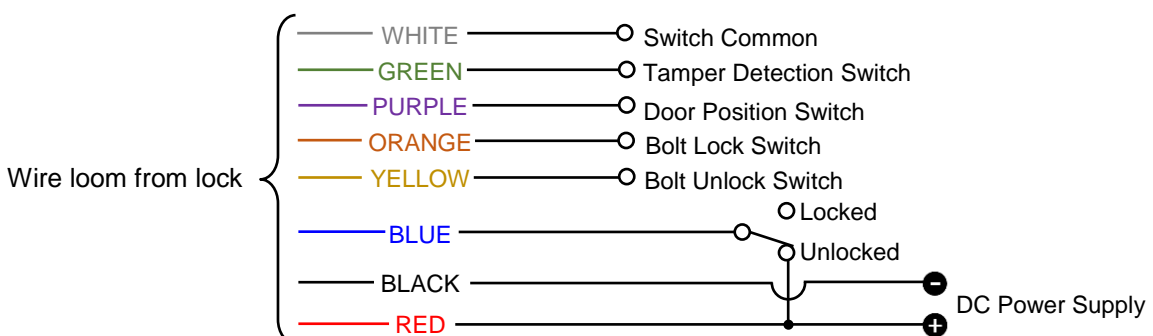 WHITE Switch Common
GREEN Tamper Detection Switch
PURPLE Door Position Switch
ORANGE Bolt Lock Switch
Wire loom from lock
YELLOW Bolt Unlock Switch
Locked
BLUE
Unlocked
BLACK -
DC Power Supply
RED +